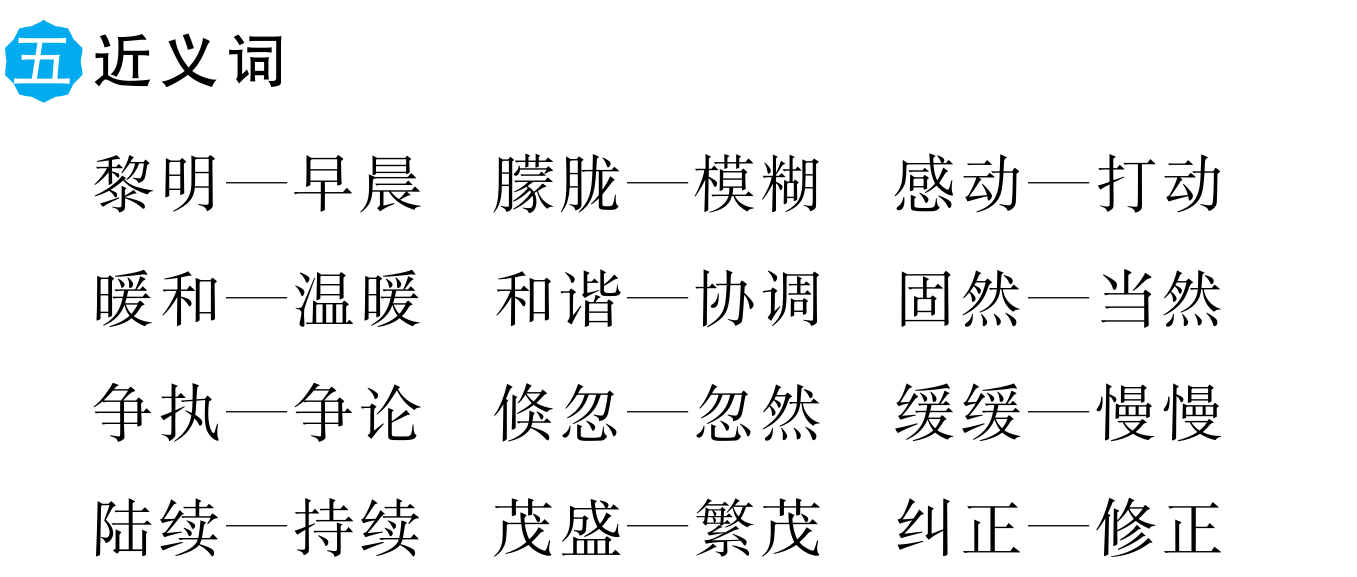 五 近义词
黎明—早晨 朦胧—模糊 感动—打动
暖和—温暖 和谐—协调 固然—当然
争执—争论 倏忽—忽然 缓缓—慢慢
陆续—持续 茂盛—繁茂 纠正—修正